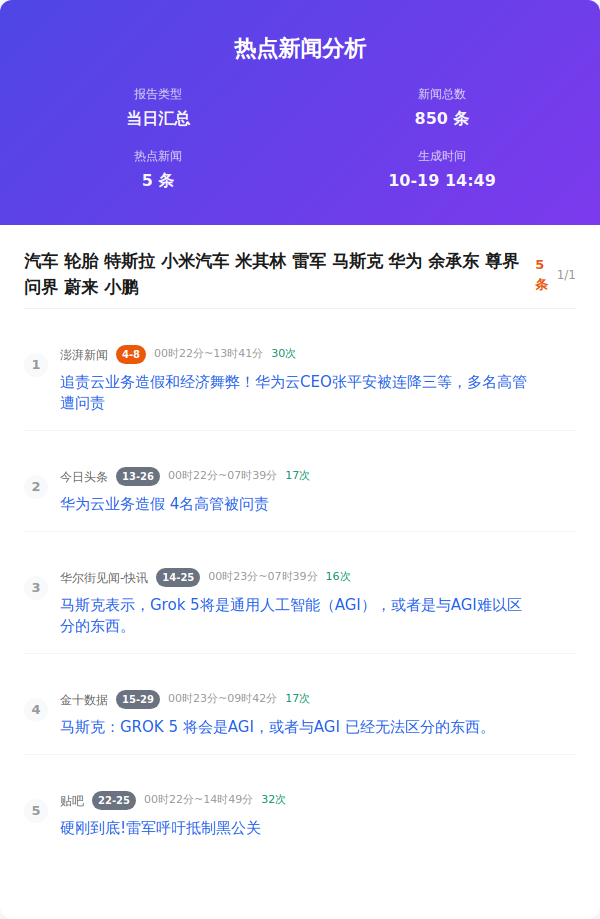 热点新闻分析
报告类型
新闻总数
当日汇总
850 条
热点新闻
生成时间
5 条
10-19 14:49
汽车 轮胎 特斯拉 小米汽车 米其林 雷军 马斯克 华为 余承东 尊界
问界 蔚来 小鹏
5
条
1/1
1
澎湃新闻 4-8 00时22分~13时41分 30次
追责云业务造假和经济舞弊！华为云CEO张平安被连降三等，多名高管
遭问责
2
今日头条 13-26 00时22分~07时39分 17次
华为云业务造假 4名高管被问责
3
华尔街见闻-快讯 14-25 00时23分~07时39分 16次
马斯克表示，Grok 5将是通用人工智能（AGI），或者是与AGI难以区
分的东西。
4
金十数据 15-29 00时23分~09时42分 17次
马斯克：GROK 5 将会是AGI，或者与AGI 已经无法区分的东西。
5
贴吧 22-25 00时22分~14时49分 32次
硬刚到底!雷军呼吁抵制黑公关